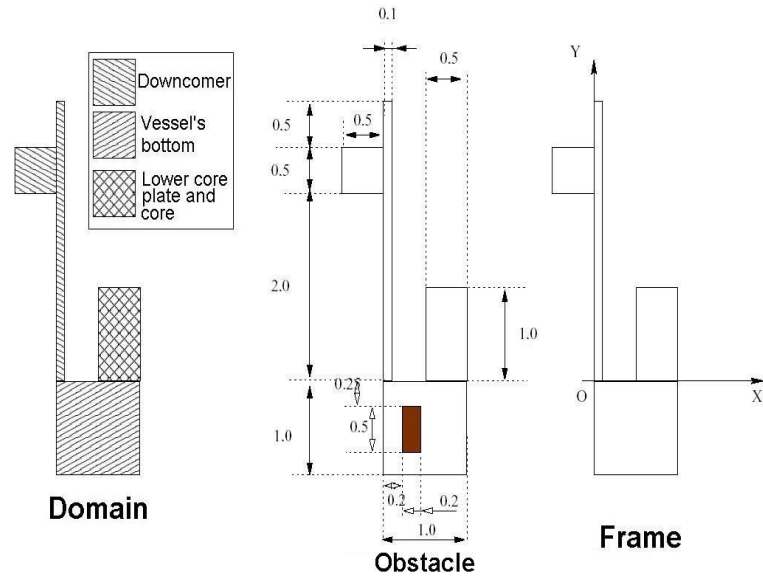 Downcomer
Vessel's
bottom
Lower core
plate and
core
Domain
0.1
0.5
0.5
0.5
0.5
2.0
1.0
0.25
0.5
1.0
0.2
0.2
1.0
Obstacle
Y
O
X
Frame